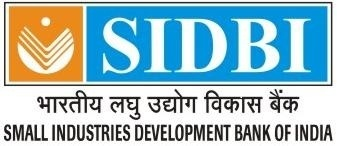 SIDBI
भारतीय लघु उद्योग विकास बैंक
SMALL INDUSTRIES DEVELOPMENT BANK OF INDIA